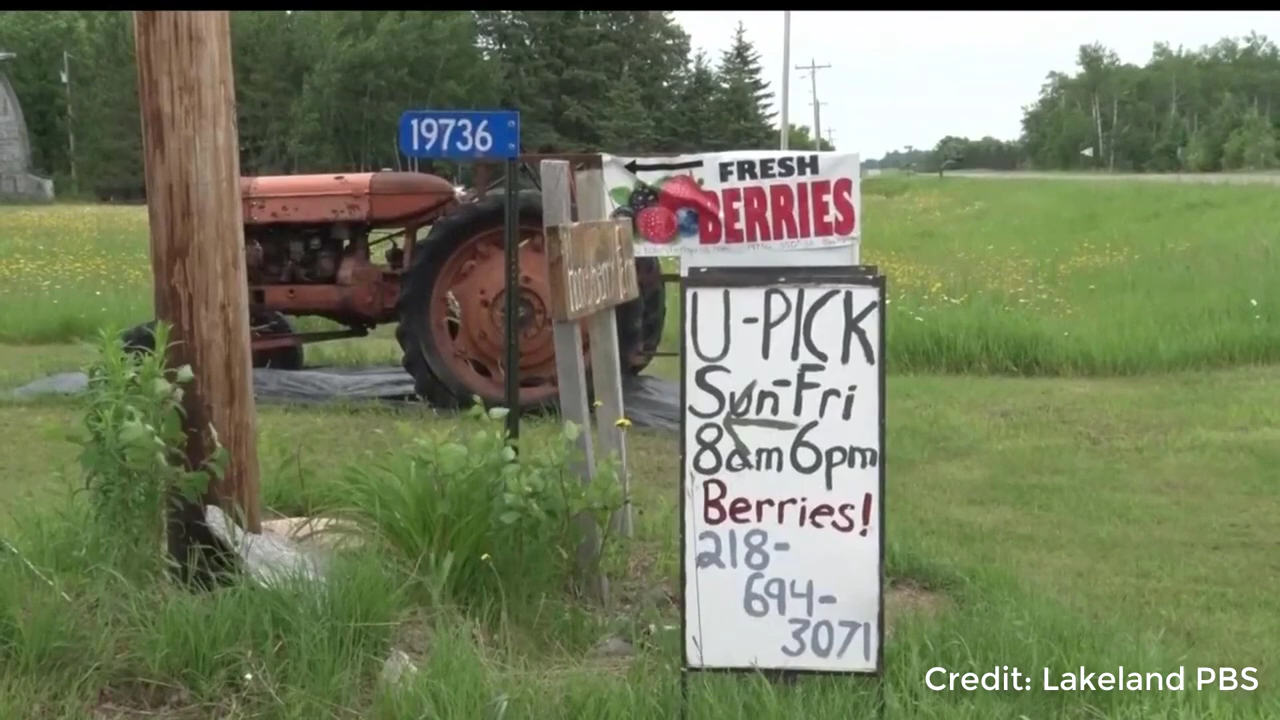 19736
FRESH
BERRIES
U-PICK
Sun-Fri
8am 6pm
Berries!
218-
694-
3071
Credit: Lakeland PBS